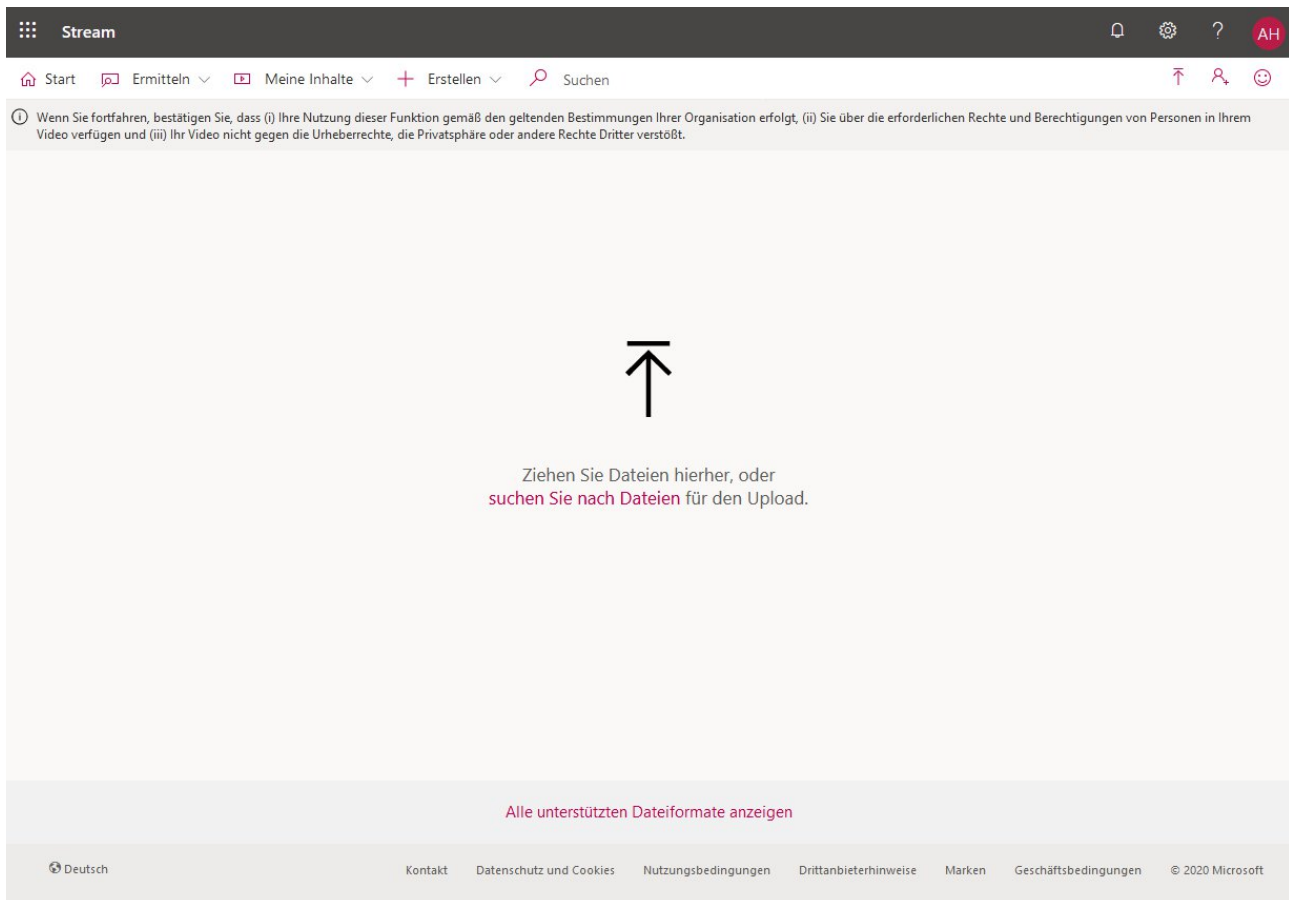 Stream
?
AH
Start Ermitteln Meine Inhalte Erstellen Suchen
Wenn Sie fortfahren, bestätigen Sie, dass (i) Ihre Nutzung dieser Funktion gemäß den geltenden Bestimmungen Ihrer Organisation erfolgt, (ii) Sie über die erforderlichen Rechte und Berechtigungen von Personen in Ihrem
Video verfügen und (iii) Ihr Video nicht gegen die Urheberrechte, die Privatsphäre oder andere Rechte Dritter verstößt.
Ziehen Sie Dateien hierher, oder
suchen Sie nach Dateien für den Upload.
Alle unterstützten Dateiformate anzeigen
Deutsch Kontakt Datenschutz und Cookies Nutzungsbedingungen Drittanbieterhinweise Marken Geschäftsbedingungen © 2020 Microsoft